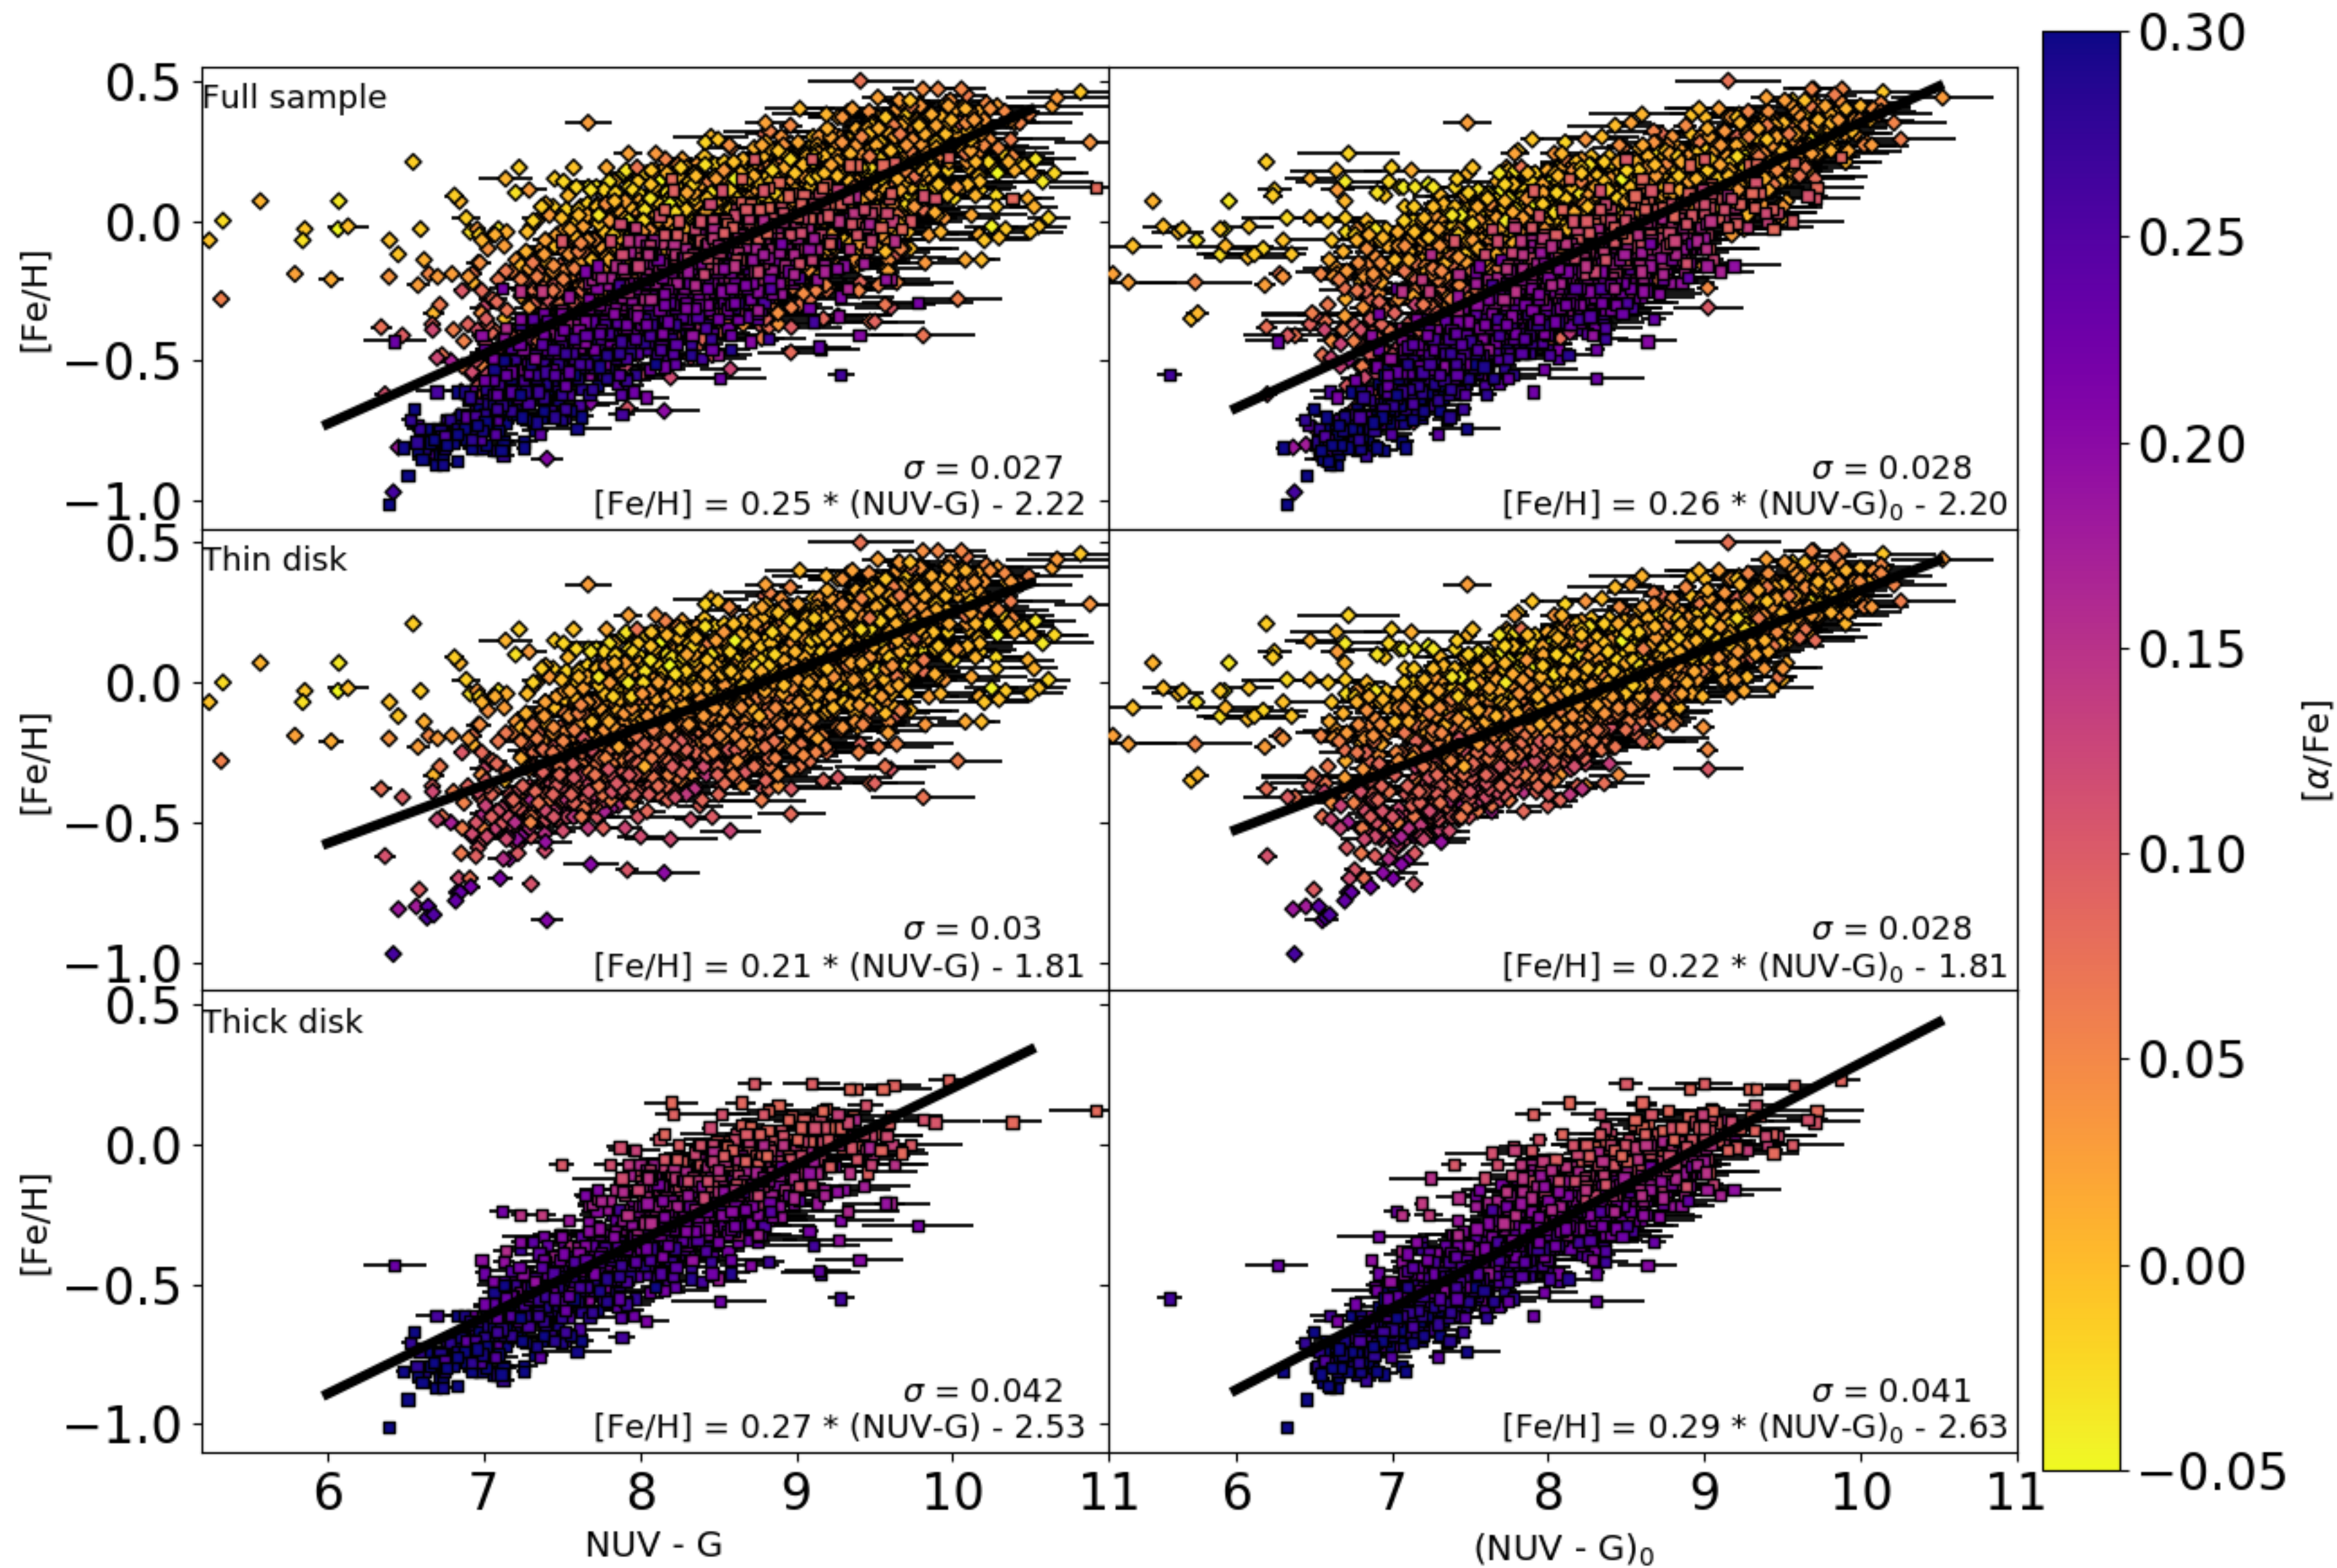 Full sample
0.5
0.0
−0.5
−1.0
[Fe/H]
σ = 0.027
[Fe/H] = 0.25 * (NUV-G) - 2.22
σ = 0.028
[Fe/H] = 0.26 * (NUV-G)₀ - 2.20
Thin disk
0.5
0.0
−0.5
−1.0
[Fe/H]
σ = 0.03
[Fe/H] = 0.21 * (NUV-G) - 1.81
σ = 0.028
[Fe/H] = 0.22 * (NUV-G)₀ - 1.81
Thick disk
0.5
0.0
−0.5
−1.0
[Fe/H]
σ = 0.042
[Fe/H] = 0.27 * (NUV-G) - 2.53
σ = 0.041
[Fe/H] = 0.29 * (NUV-G)₀ - 2.63
6 7 8 9 10 11
6 7 8 9 10 11
NUV - G
(NUV - G)₀
0.30
0.25
0.20
0.15
0.10
0.05
0.00
−0.05
[α/Fe]